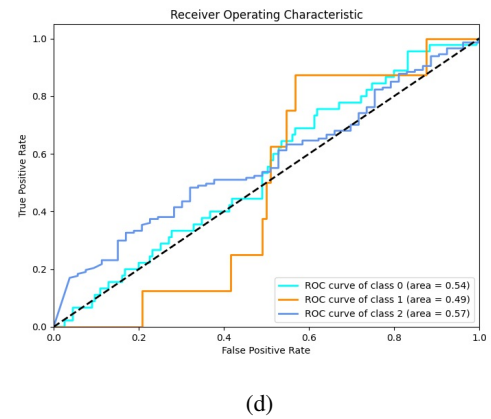 Receiver Operating Characteristic
1.0
0.8
0.6
0.4
0.2
0.0
True Positive Rate
ROC curve of class 0 (area = 0.54)
ROC curve of class 1 (area = 0.49)
ROC curve of class 2 (area = 0.57)
0.0 0.2 0.4 0.6 0.8 1.0
False Positive Rate
(d)